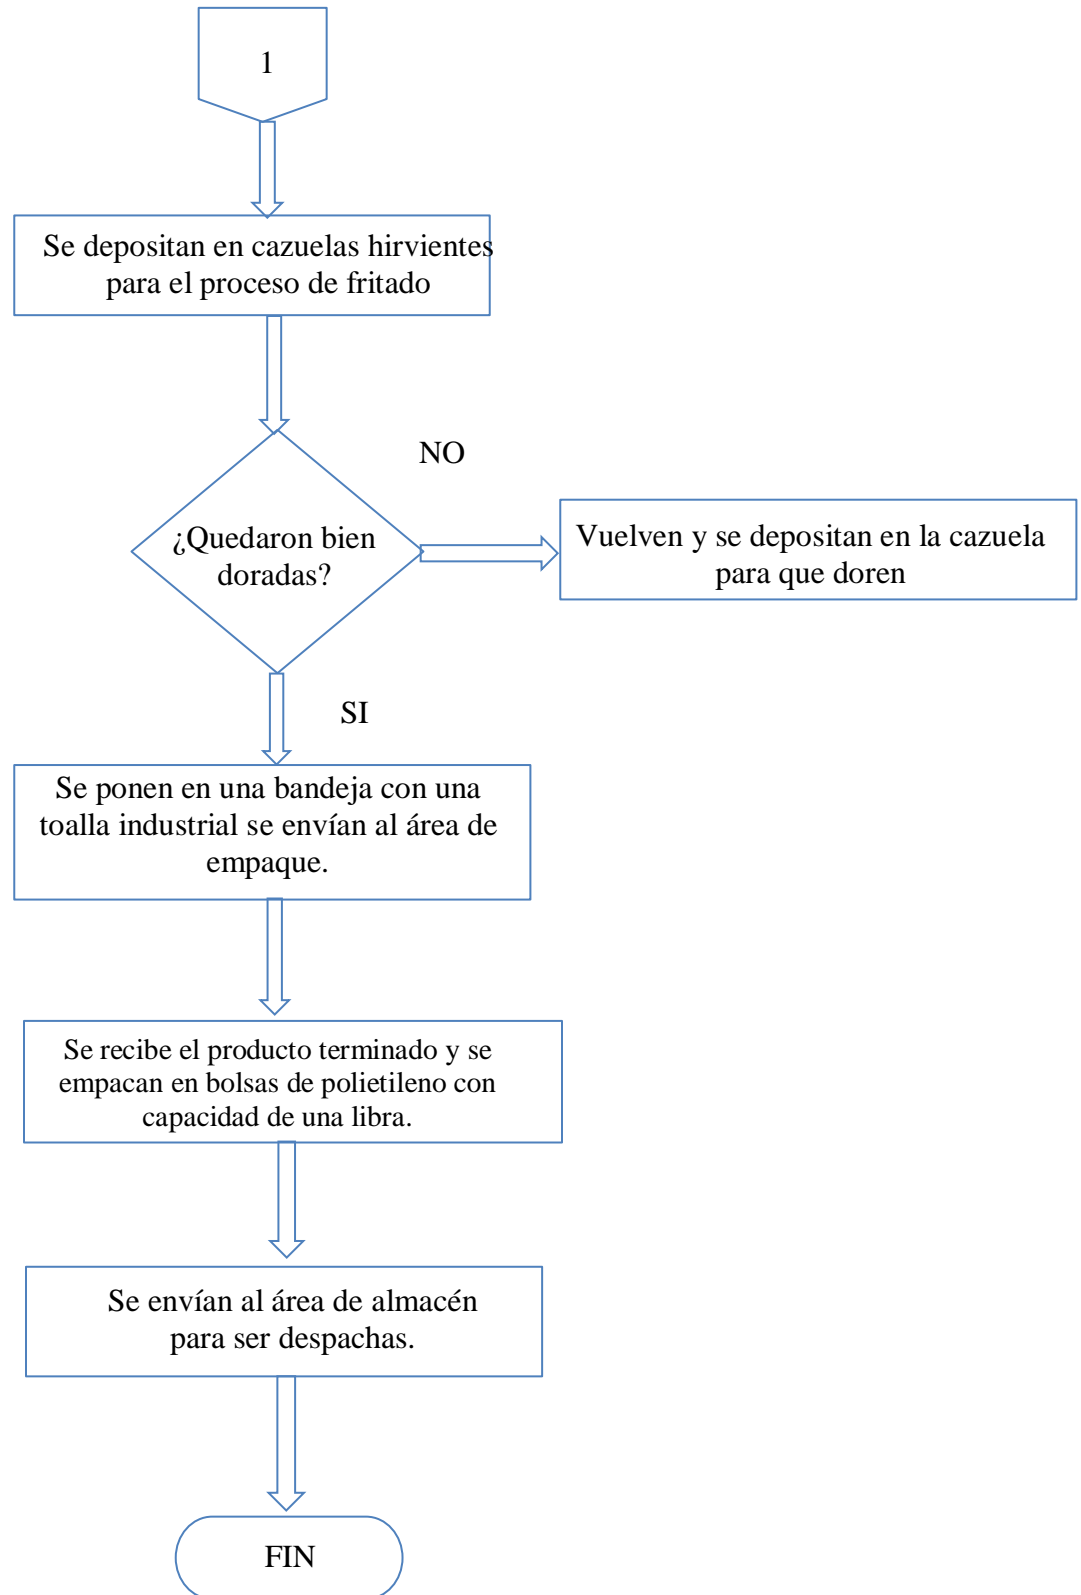 1
Se depositan en cazuelas hirvientes
para el proceso de fritado
NO
¿Quedaron bien
doradas?
Vuelven y se depositan en la cazuela
para que doren
SI
Se ponen en una bandeja con una
toalla industrial se envían al área de
empaque.
Se recibe el producto terminado y se
empacan en bolsas de polietileno con
capacidad de una libra.
Se envían al área de almacén
para ser despachas.
FIN